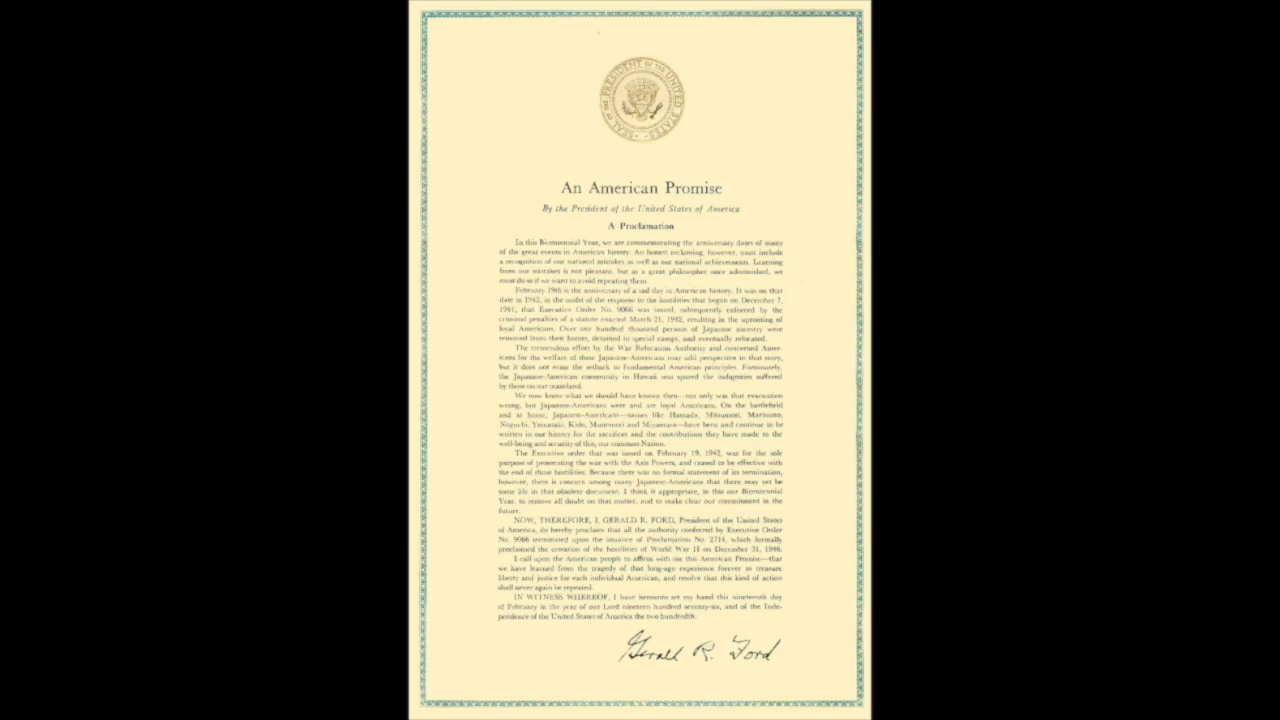 SEAL OF THE PRESIDENT OF THE UNITED STATES
An American Promise
By the President of the United States of America
A Proclamation
In this Bicentennial Year, we are commemorating the anniversary dates of many
of the great events in American history. An honest reckoning, however, must include
a recognition of our national mistakes as well as our national achievements. Learning
from our mistakes is not pleasant, but as a great philosopher once admonished, we
must do so if we want to avoid repeating them.
February 19th is the anniversary of a sad day in American history. It was on that
date in 1942, in the midst of the response to the hostilities that began on December 7,
1941, that Executive Order No. 9066 was issued, subsequently enforced by the
criminal penalties of a statute enacted March 21, 1942, resulting in the uprooting of
loyal Americans. Over one hundred thousand persons of Japanese ancestry were
removed from their homes, detained in special camps, and eventually relocated.
The tremendous effort by the War Relocation Authority and concerned Amer-
icans for the welfare of these Japanese-Americans may add perspective to that story,
but it does not erase the setback to fundamental American principles. Fortunately,
the Japanese-American community in Hawaii was spared the indignities suffered
by those on our mainland.
We now know what we should have known then—not only was that evacuation
wrong, but Japanese-Americans were and are loyal Americans. On the battlefield
and at home, Japanese-Americans—names like Hamada, Mitsumori, Marimoto,
Noguchi, Yamasaki, Kido, Munemori and Miyamura—have been and continue to be
written in our history for the sacrifices and the contributions they have made to the
well-being and security of this, our common Nation.
The Executive order that was issued on February 19, 1942, was for the sole
purpose of prosecuting the war with the Axis Powers, and ceased to be effective with
the end of those hostilities. Because there was no formal statement of its termination,
however, there is concern among many Japanese-Americans that there may yet be
some life in that obsolete document. I think it appropriate, in this our Bicentennial
Year, to remove all doubt on that matter, and to make clear our commitment in the
future.
NOW, THEREFORE, I, GERALD R. FORD, President of the United States
of America, do hereby proclaim that all the authority conferred by Executive Order
No. 9066 terminated upon the issuance of Proclamation No. 2714, which formally
proclaimed the cessation of the hostilities of World War II on December 31, 1946.
I call upon the American people to affirm with me this American Promise—that
we have learned from the tragedy of that long-ago experience forever to treasure
liberty and justice for each individual American, and resolve that this kind of action
shall never again be repeated.
IN WITNESS WHEREOF, I have hereunto set my hand this nineteenth day
of February in the year of our Lord nineteen hundred seventy-six, and of the Inde-
pendence of the United States of America the two hundredth.
Gerald R. Ford